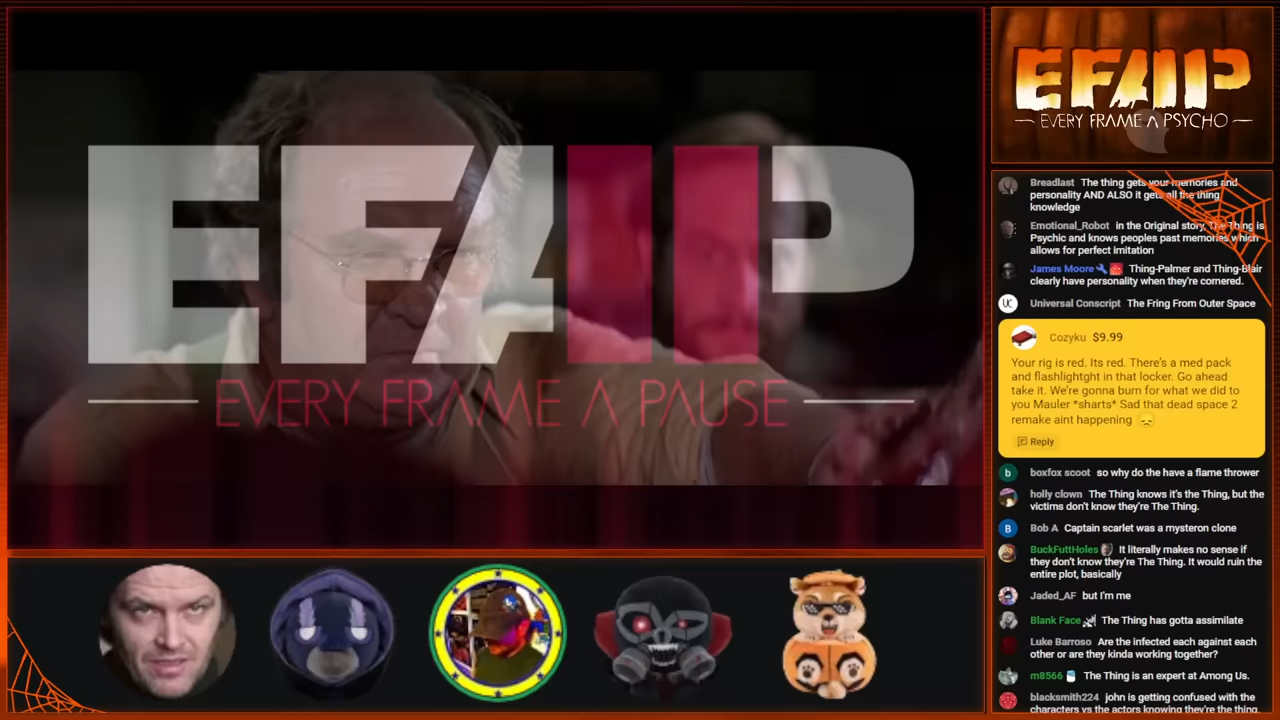 EFAP
EVERY FRAME A PAUSE
EFAP
EVERY FRAME A PSYCHO
Breadlast The thing gets your memories and
personality AND ALSO it gets all the thing
knowledge
Emotional_Robot in the Original story, The Thing is
Psychic and knows peoples past memories which
allows for perfect imitation
James Moore Thing-Palmer and Thing-Blair
clearly have personality when they're cornered.
UC Universal Conscript The Fring From Outer Space
Cozyku $9.99
Your rig is red. Its red. There's a med pack
and flashlightght in that locker. Go ahead
take it. We're gonna burn for what we did to
you Mauler *sharts* Sad that dead space 2
remake aint happening 😞
Reply
b boxfox scoot so why do the have a flame thrower
holly clown The Thing knows it's the Thing, but the
victims don't know they're The Thing.
B Bob A Captain scarlet was a mysteron clone
BuckFuttHoles It literally makes no sense if
they don't know they're The Thing. It would ruin the
entire plot, basically
Jaded_AF but I'm me
Blank Face The Thing has gotta assimilate
Luke Barroso Are the infected each against each
other or are they kinda working together?
m8566 The Thing is an expert at Among Us.
blacksmith224 john is getting confused with the
characters vs the actors knowing they're the thing.